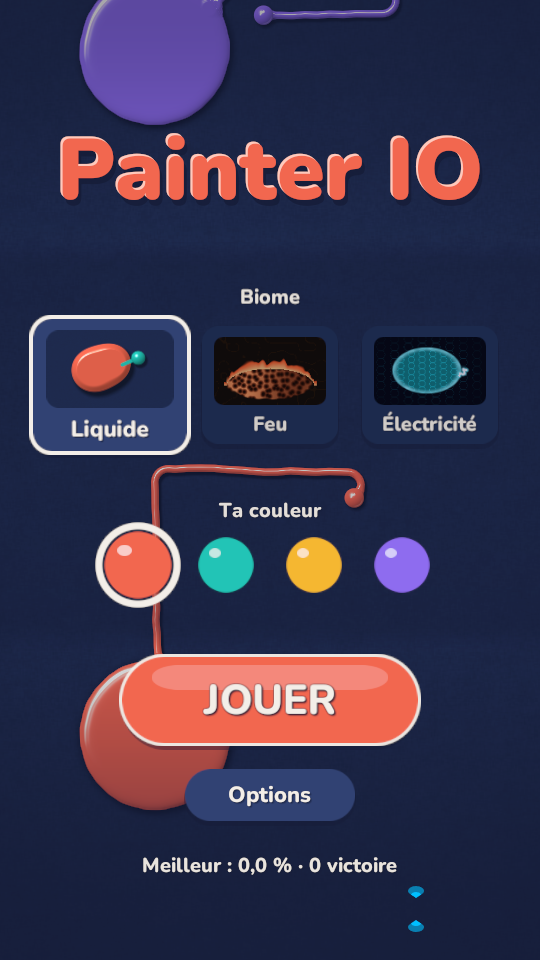 Painter IO
Biome
Liquide
Feu
Électricité
Ta couleur
JOUER
Options
Meilleur : 0,0 % · 0 victoire